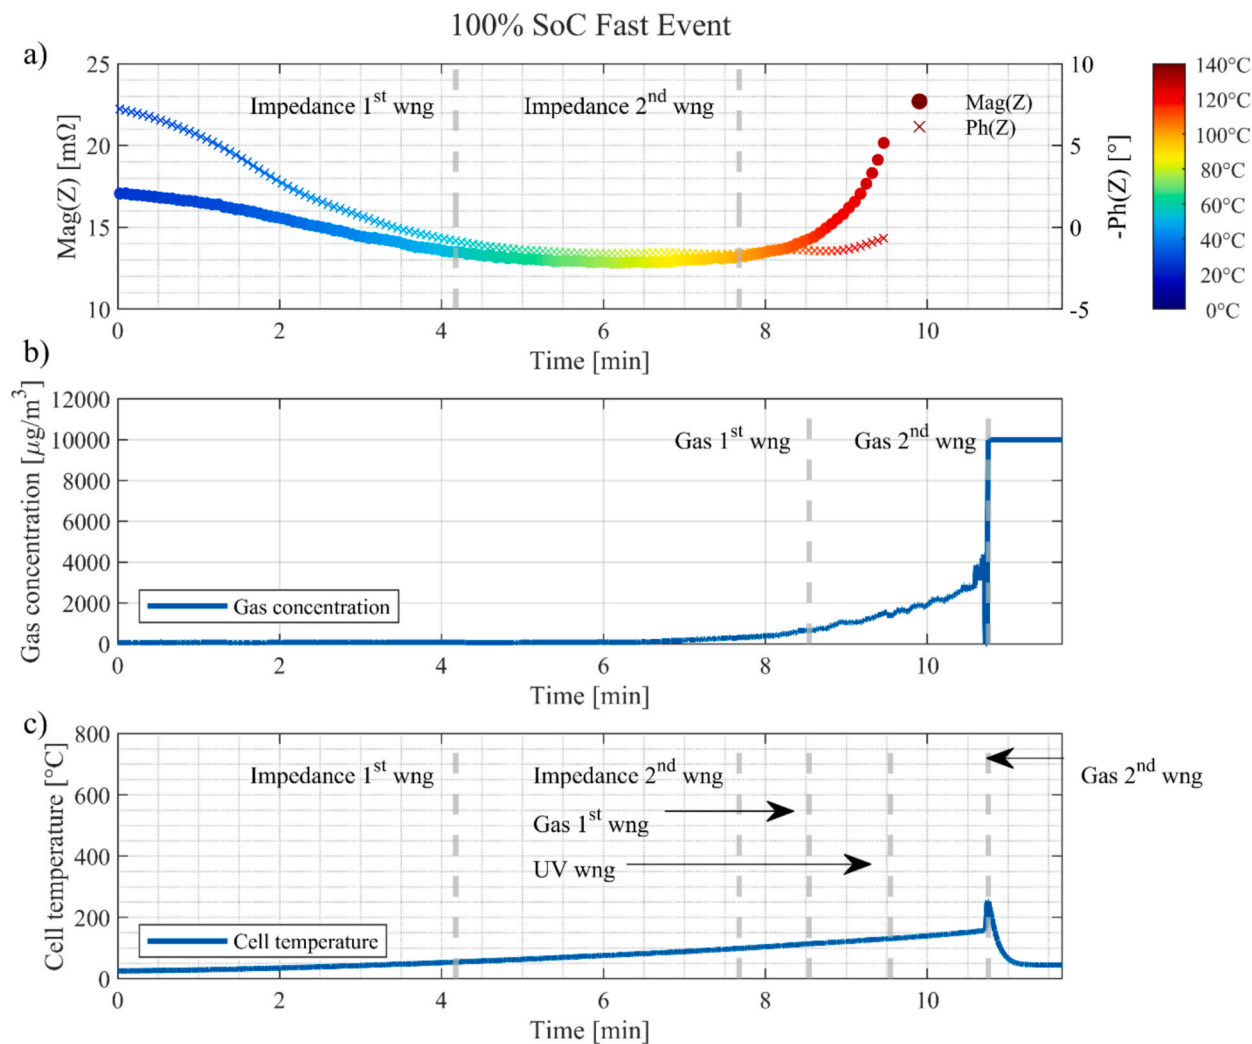 100% SoC Fast Event
a)
25
20
15
10
Mag(Z) [mΩ]
Impedance 1st wng
Impedance 2nd wng
Mag(Z)
Ph(Z)
10
5
0
-5
-Ph(Z) [°]
140°C
120°C
100°C
80°C
60°C
40°C
20°C
0°C
0 2 4 6 8 10
Time [min]
b)
12000
10000
8000
6000
4000
2000
0
Gas concentration [μg/m3]
Gas 1st wng
Gas 2nd wng
Gas concentration
0 2 4 6 8 10
Time [min]
c)
800
600
400
200
0
Cell temperature [°C]
Impedance 1st wng
Impedance 2nd wng
Gas 2nd wng
Gas 1st wng
UV wng
Cell temperature
0 2 4 6 8 10
Time [min]